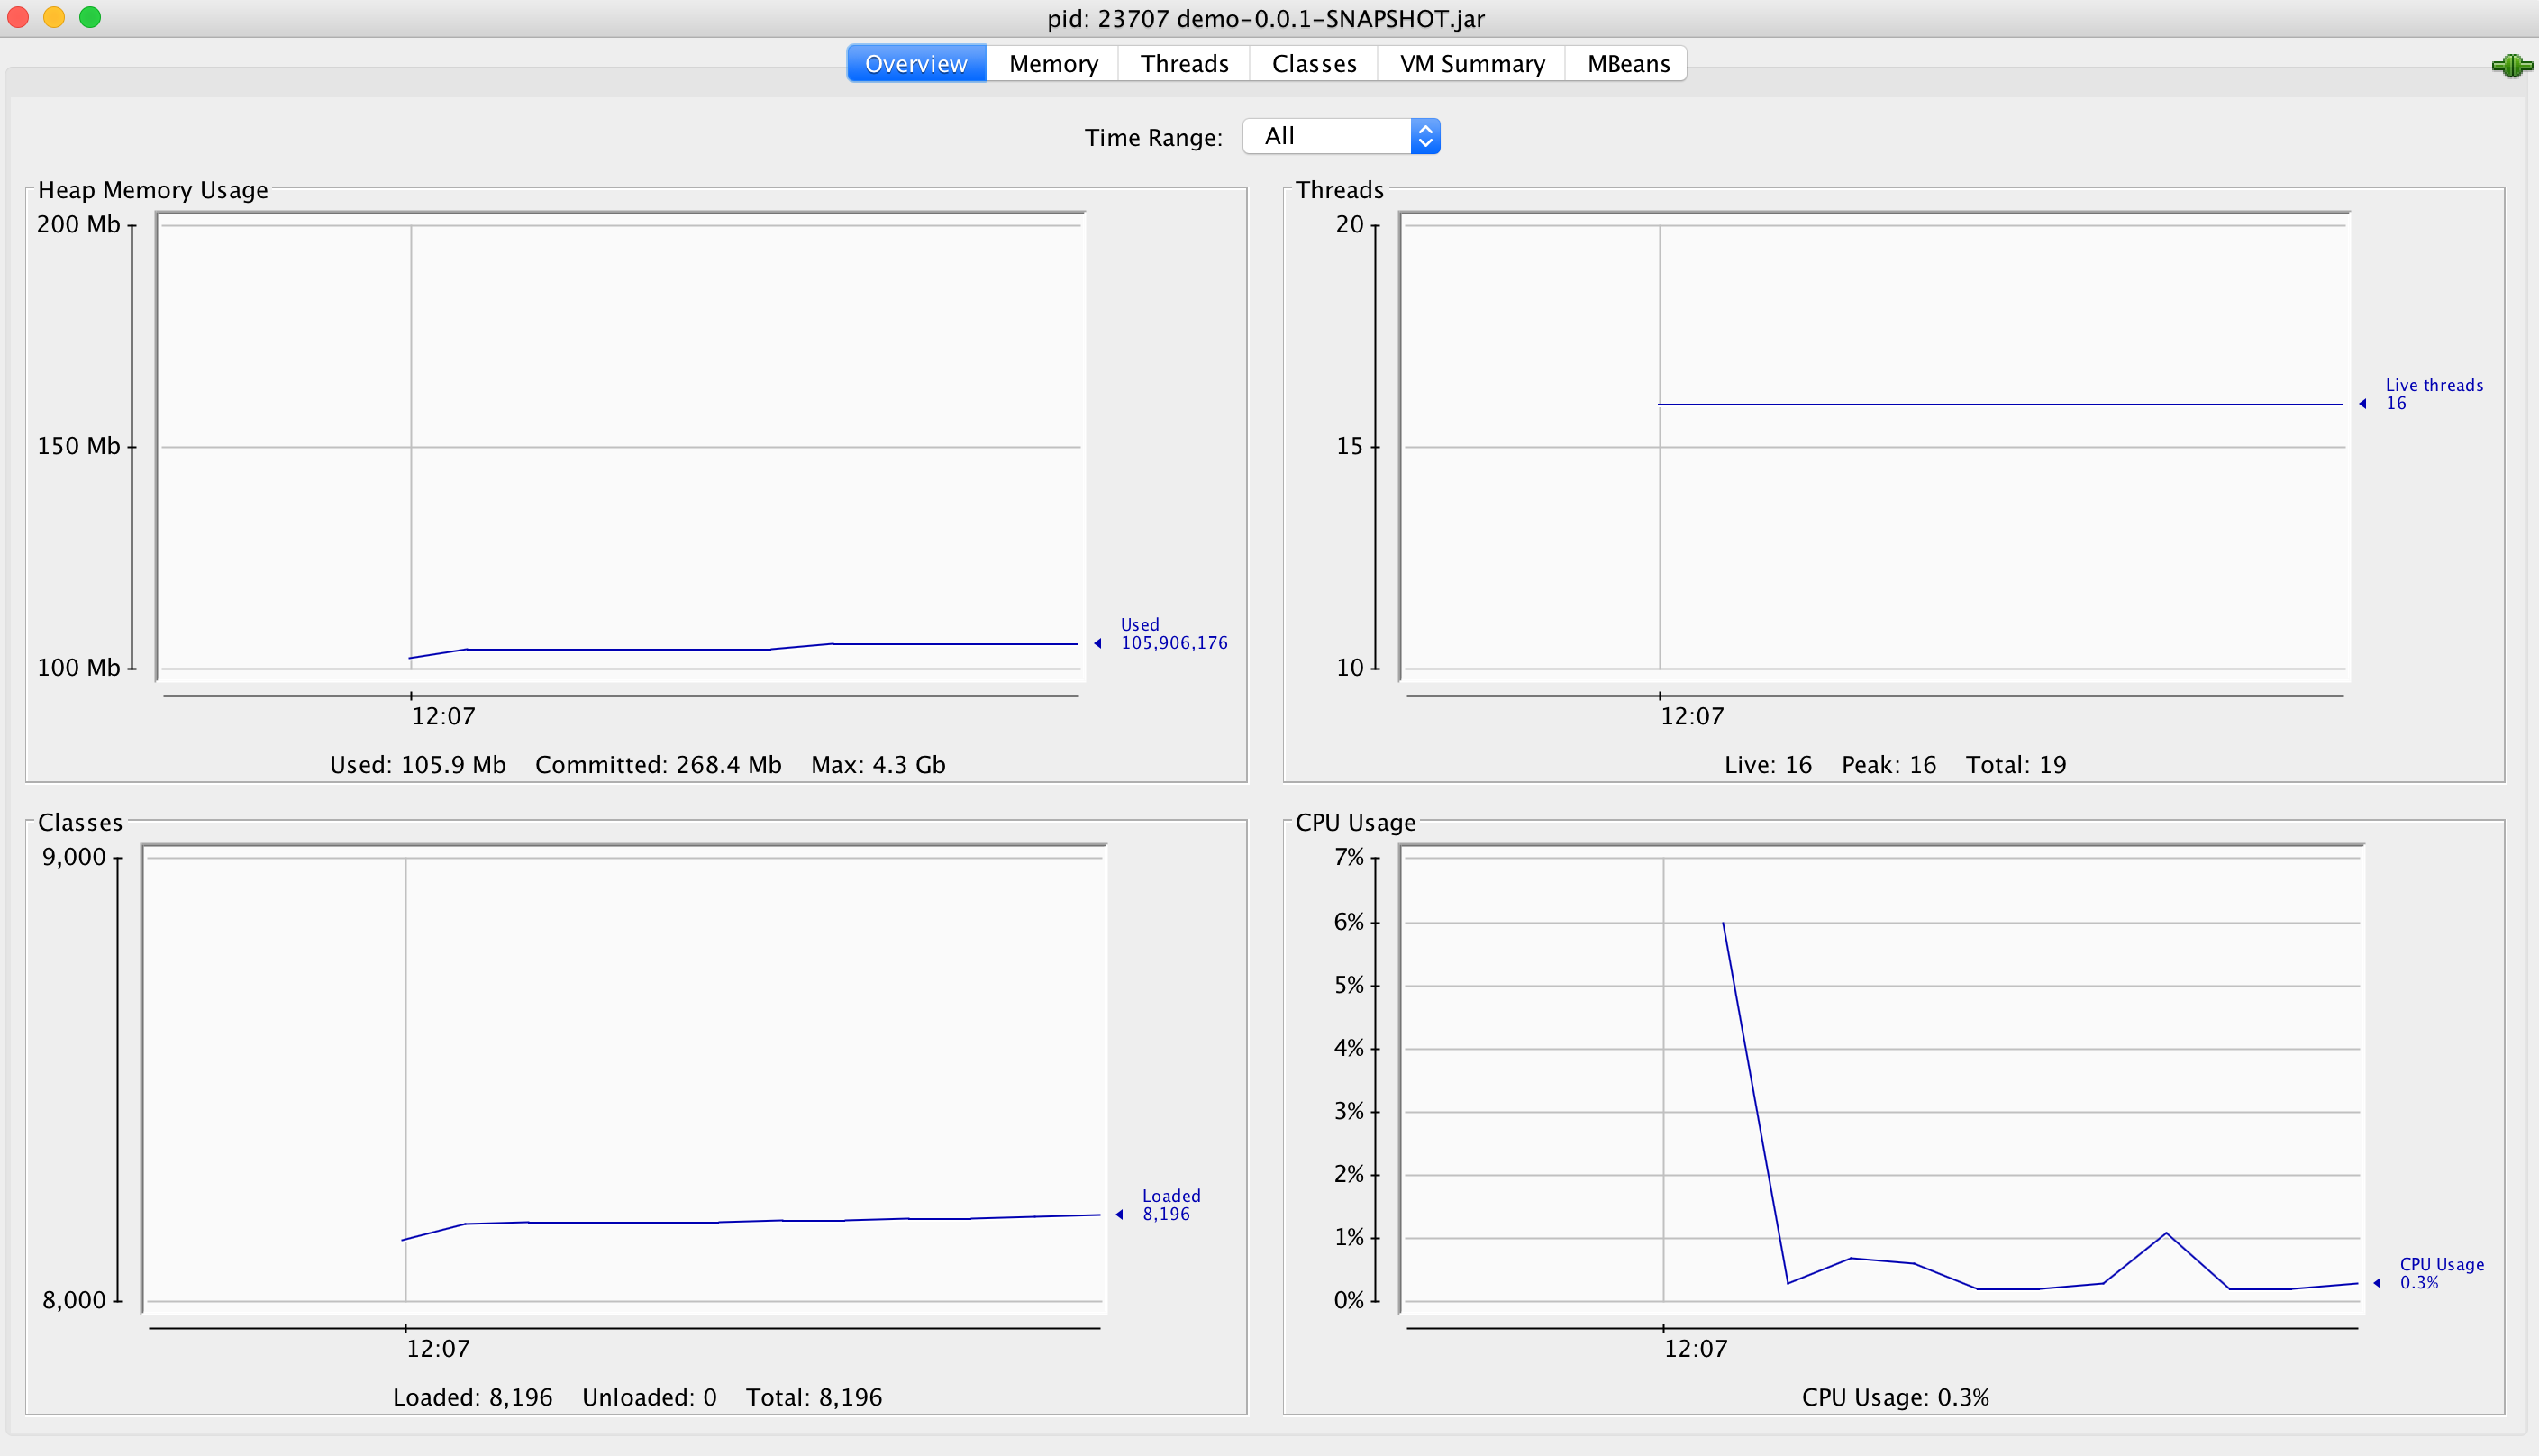 pid: 23707 demo-0.0.1-SNAPSHOT.jar
Overview Memory Threads Classes VM Summary MBeans
Time Range: All
Heap Memory Usage
200 Mb
150 Mb
100 Mb
Used
105,906,176
12:07
Used: 105.9 Mb Committed: 268.4 Mb Max: 4.3 Gb
Threads
20
15
10
Live threads
16
12:07
Live: 16 Peak: 16 Total: 19
Classes
9,000
8,000
Loaded
8,196
12:07
Loaded: 8,196 Unloaded: 0 Total: 8,196
CPU Usage
7%
6%
5%
4%
3%
2%
1%
0%
CPU Usage
0.3%
12:07
CPU Usage: 0.3%